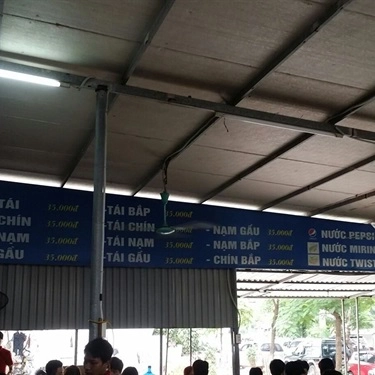 TÁI 35.000đ -TÁI BẮP 35.000đ
CHÍN 35.000đ -TÁI CHÍN 35.000đ - NẠM GẦU 35.000đ NƯỚC PEPSI
NẠM 35.000đ -TÁI NẠM 35.000đ - NẠM BẮP 35.000đ NƯỚC MIRIN
GẦU 35.000đ -TÁI GẦU 35.000đ - CHÍN BẮP 35.000đ NƯỚC TWIST